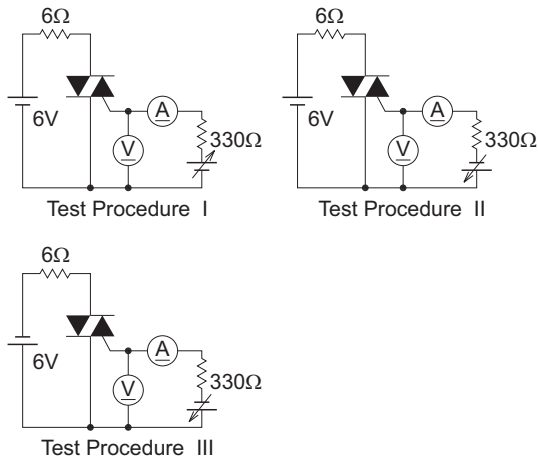 6Ω
6V
A
V
330Ω
Test Procedure I
6Ω
6V
A
V
330Ω
Test Procedure II
6Ω
6V
A
V
330Ω
Test Procedure III